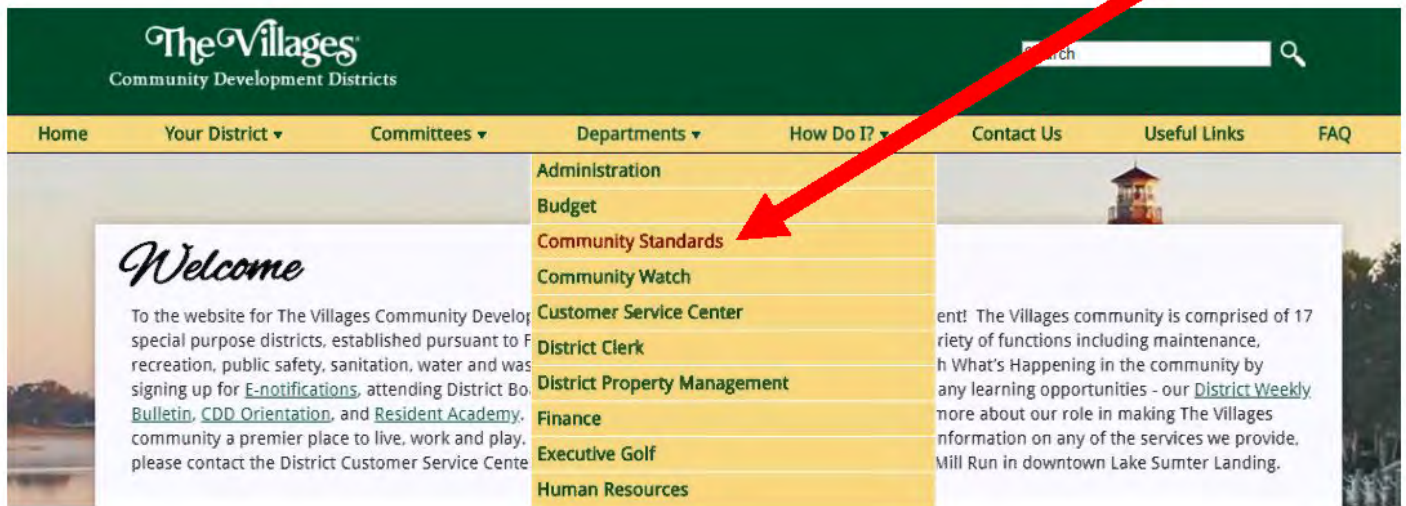 The Villages
Community Development Districts
Home Your District Committees Departments How Do I? Contact Us Useful Links FAQ
Administration
Budget
Community Standards
Community Watch
Customer Service Center
District Clerk
District Property Management
Finance
Executive Golf
Human Resources
Welcome
To the website for The Villages Community ent! The Villages community is comprised of 17
special purpose districts, established pursuant to riety of functions including maintenance,
recreation, public safety, sanitation, water and h What's Happening in the community by
signing up for E-notifications, attending District any learning opportunities - our District Weekly
Bulletin, CDD Orientation, and Resident Academy. more about our role in making The Villages
community a premier place to live, work and play. nformation on any of the services we provide,
please contact the District Customer Service Mill Run in downtown Lake Sumter Landing.